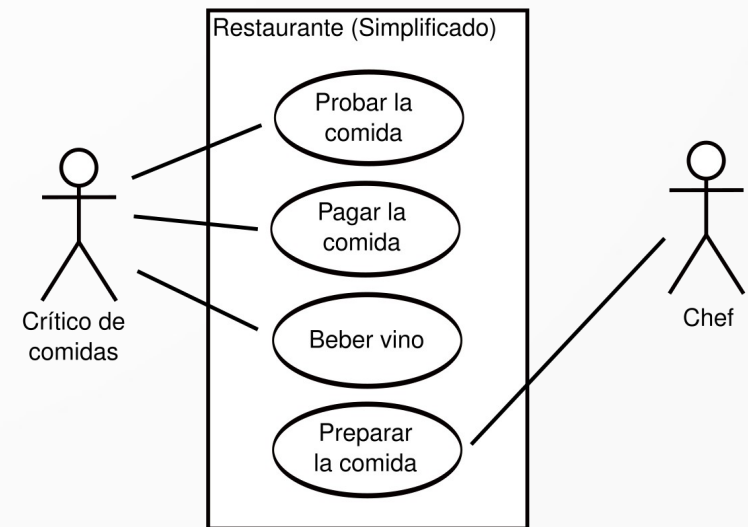 Restaurante (Simplificado)
Probar la
comida
Pagar la
comida
Beber vino
Preparar
la comida
Crítico de
comidas
Chef